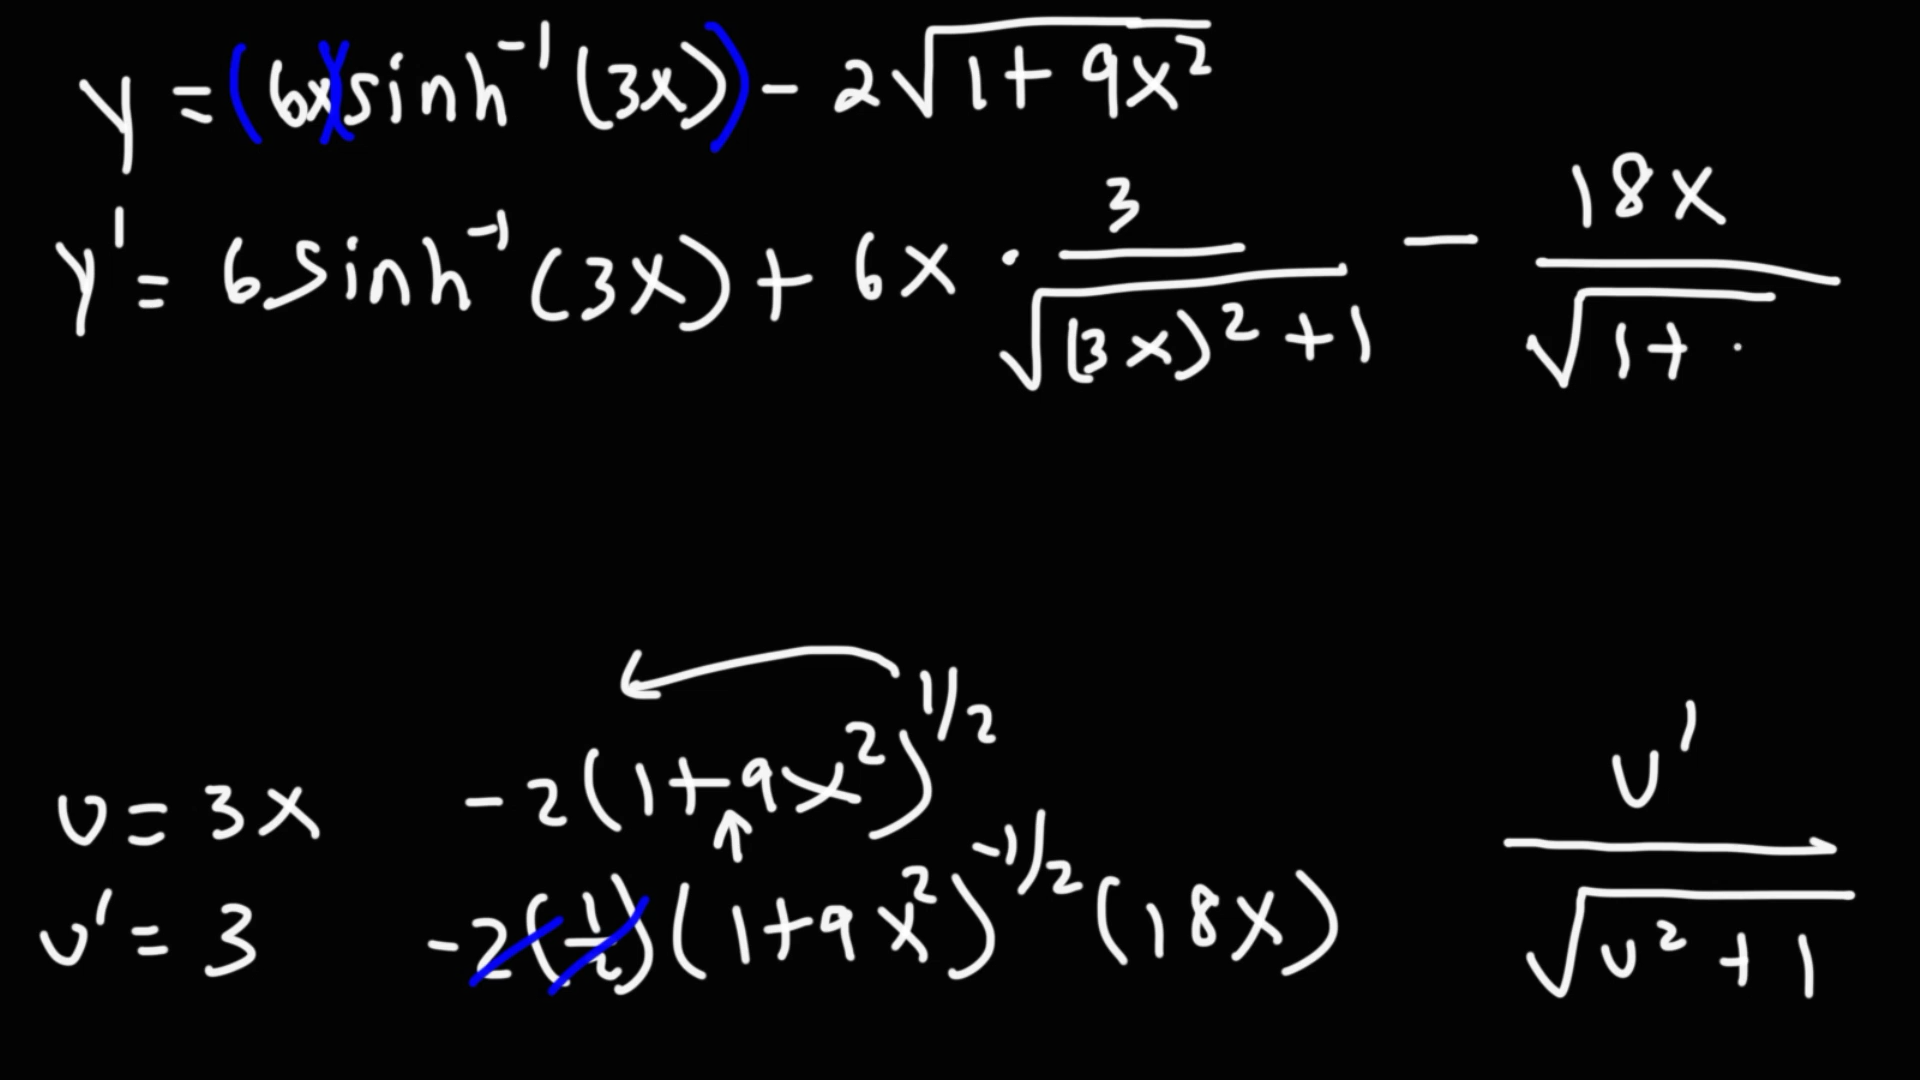 y = (6x)(sinh⁻¹(3x)) - 2√(1 + 9x²)
y' = 6 sinh⁻¹(3x) + 6x · 3/√((3x)² + 1) - 18x/√(1 + ·
-2(1 + 9x²)^1/2
u = 3x
u' = 3
-2(1/2)(1 + 9x²)^-1/2 (18x)
u'/√(u² + 1)